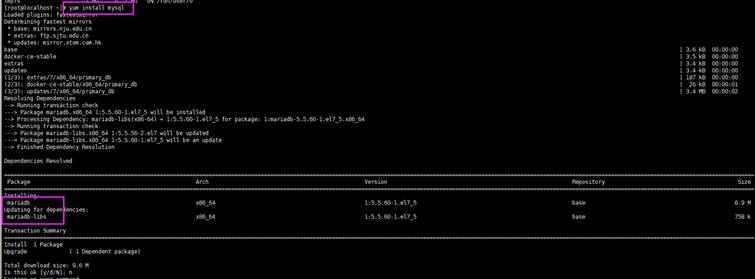 tmpfs 0% /run/user/0
[root@localhost ~]# yum install mysql
Loaded plugins: fastestmirror
Determining fastest mirrors
* base: mirrors.nju.edu.cn
* extras: ftp.sjtu.edu.cn
* updates: mirror.xtom.com.hk
base | 3.6 kB 00:00:00
docker-ce-stable | 3.5 kB 00:00:00
extras | 3.4 kB 00:00:00
updates | 3.4 kB 00:00:00
(1/3): extras/7/x86_64/primary_db | 187 kB 00:00:00
(2/3): docker-ce-stable/x86_64/primary_db | 26 kB 00:00:01
(3/3): updates/7/x86_64/primary_db | 3.4 MB 00:00:02
Resolving Dependencies
--> Running transaction check
---> Package mariadb.x86_64 1:5.5.60-1.el7_5 will be installed
--> Processing Dependency: mariadb-libs(x86-64) = 1:5.5.60-1.el7_5 for package: 1:mariadb-5.5.60-1.el7_5.x86_64
--> Running transaction check
---> Package mariadb-libs.x86_64 1:5.5.56-2.el7 will be updated
---> Package mariadb-libs.x86_64 1:5.5.60-1.el7_5 will be an update
--> Finished Dependency Resolution
Dependencies Resolved
Package Arch Version Repository Size
Installing:
mariadb x86_64 1:5.5.60-1.el7_5 base 8.9 M
Updating for dependencies:
mariadb-libs x86_64 1:5.5.60-1.el7_5 base 758 k
Transaction Summary
Install 1 Package
Upgrade ( 1 Dependent package)
Total download size: 9.6 M
Is this ok [y/d/N]: n
Exiting on user command